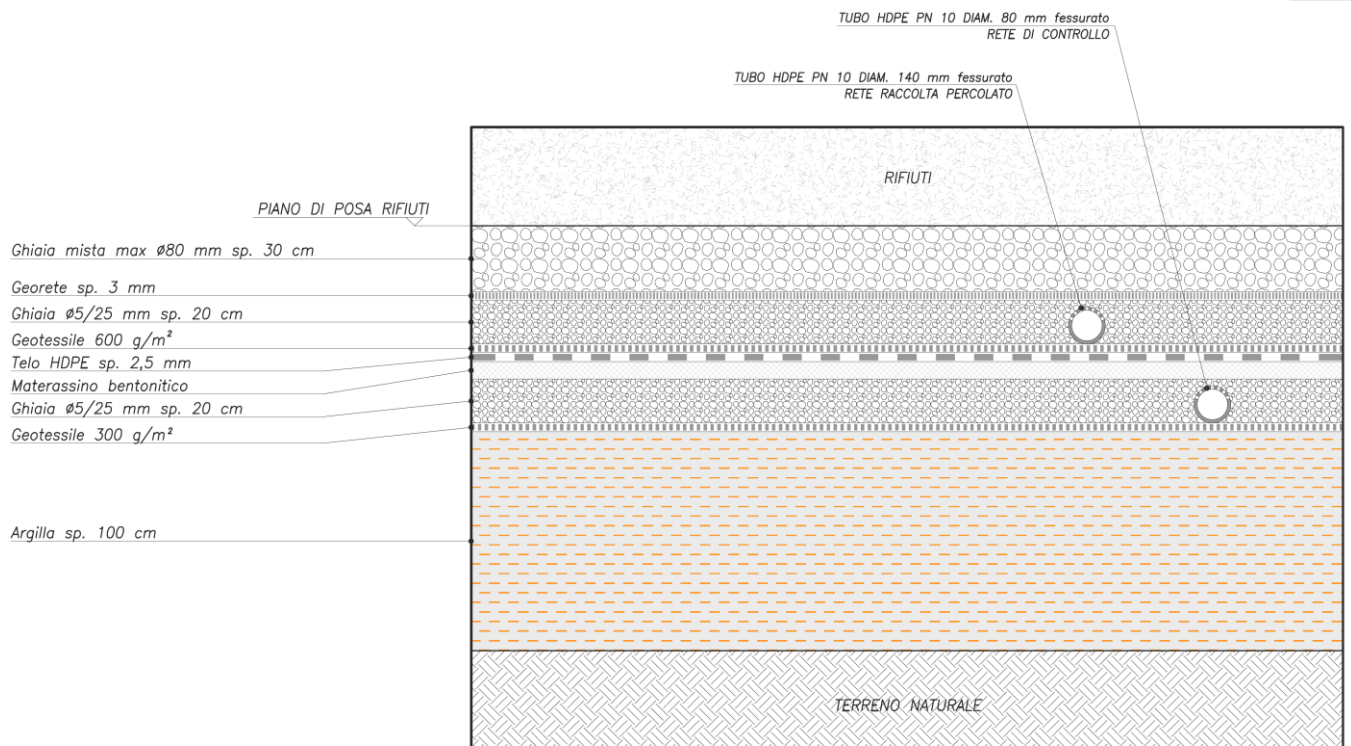 TUBO HDPE PN 10 DIAM. 80 mm fessurato
RETE DI CONTROLLO
TUBO HDPE PN 10 DIAM. 140 mm fessurato
RETE RACCOLTA PERCOLATO
RIFIUTI
PIANO DI POSA RIFIUTI
Ghiaia mista max ø80 mm sp. 30 cm
Georete sp. 3 mm
Ghiaia ø5/25 mm sp. 20 cm
Geotessile 600 g/m²
Telo HDPE sp. 2,5 mm
Materassino bentonitico
Ghiaia ø5/25 mm sp. 20 cm
Geotessile 300 g/m²
Argilla sp. 100 cm
TERRENO NATURALE